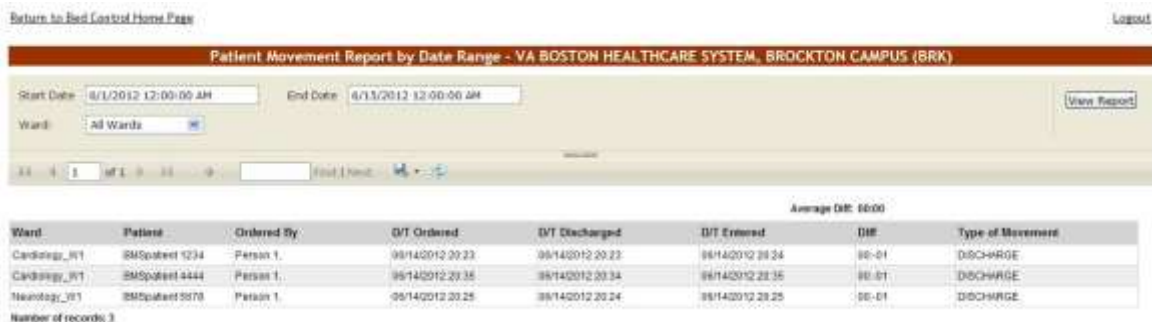 Return to Bed Control Home Page Logout
Patient Movement Report by Date Range - VA BOSTON HEALTHCARE SYSTEM, BROCKTON CAMPUS (BRK)
Start Date 6/1/2012 12:00:00 AM End Date 6/15/2012 12:00:00 AM View Report
Ward: All Wards
1 of 1 Find | Next
Average Diff: 00:00
Ward Patient Ordered By D/T Ordered D/T Discharged D/T Entered Diff Type of Movement
Cardiology_W1 BMSpatient 1234 Person 1. 06/14/2012 20:23 06/14/2012 20:23 06/14/2012 20:24 00:-01 DISCHARGE
Cardiology_W1 BMSpatient 4444 Person 1. 06/14/2012 20:35 06/14/2012 20:34 06/14/2012 20:35 00:-01 DISCHARGE
Neurology_W1 BMSpatient 5678 Person 1. 06/14/2012 20:25 06/14/2012 20:24 06/14/2012 20:25 00:-01 DISCHARGE
Number of records: 3